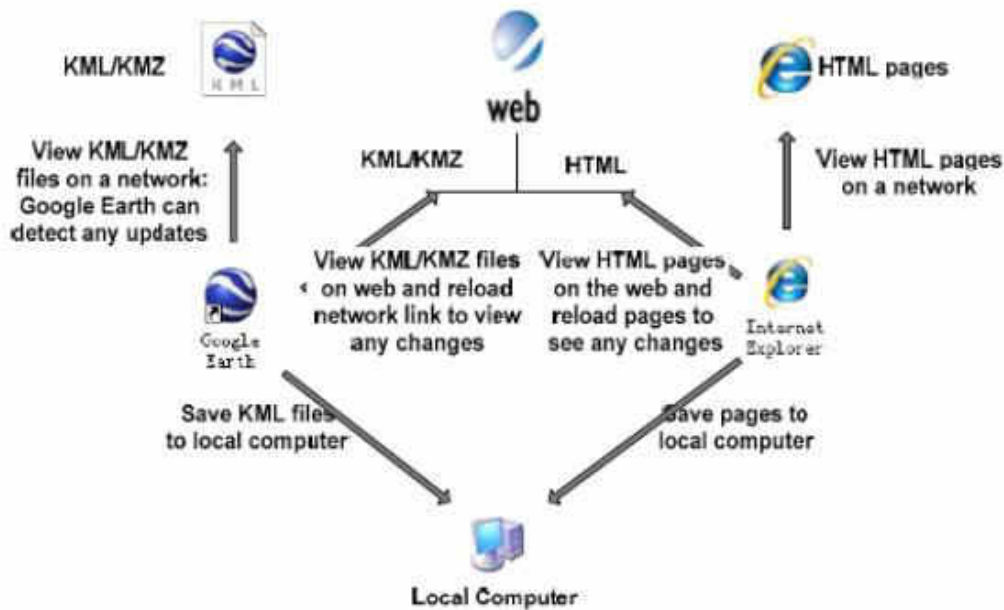 KML/KMZ
K M L
web
HTML pages
View KML/KMZ
files on a network:
Google Earth can
detect any updates
KML/KMZ
HTML
View HTML pages
on a network
View KML/KMZ files
on web and reload
network link to view
any changes
View HTML pages
on the web and
reload pages to
see any changes
Google
Earth
Internet
Explorer
Save KML files
to local computer
Save pages to
local computer
Local Computer